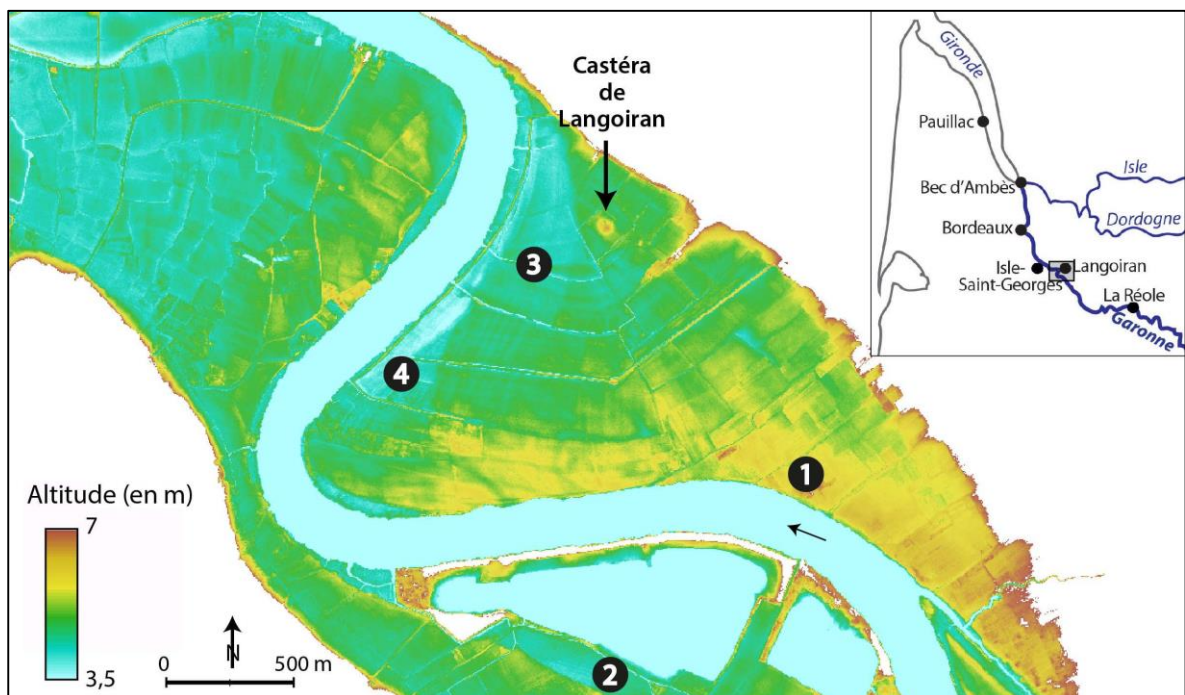 Castéra
de
Langoiran
3
4
1
2
Altitude (en m)
7
3,5
N
0 500 m
Gironde
Pauillac
Isle
Bec d'Ambès
Dordogne
Bordeaux
Isle-
Saint-Georges
Langoiran
La Réole
Garonne